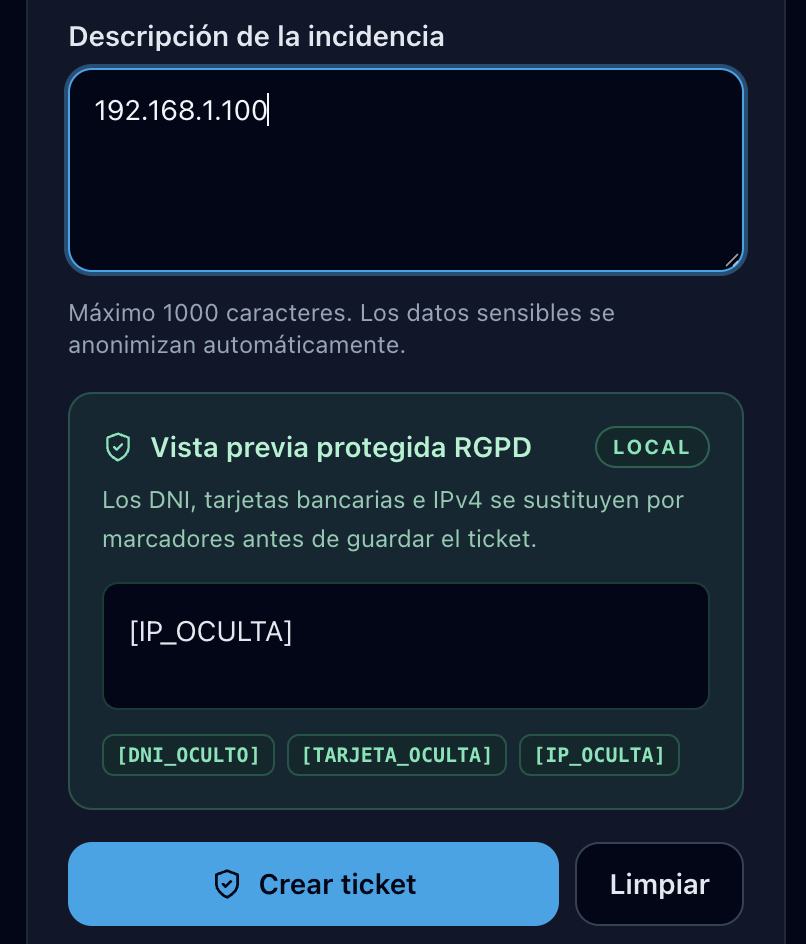 Descripción de la incidencia
192.168.1.100
Máximo 1000 caracteres. Los datos sensibles se
anonimizan automáticamente.
Vista previa protegida RGPD
LOCAL
Los DNI, tarjetas bancarias e IPv4 se sustituyen por
marcadores antes de guardar el ticket.
[IP_OCULTA]
[DNI_OCULTO] [TARJETA_OCULTA] [IP_OCULTA]
Crear ticket
Limpiar